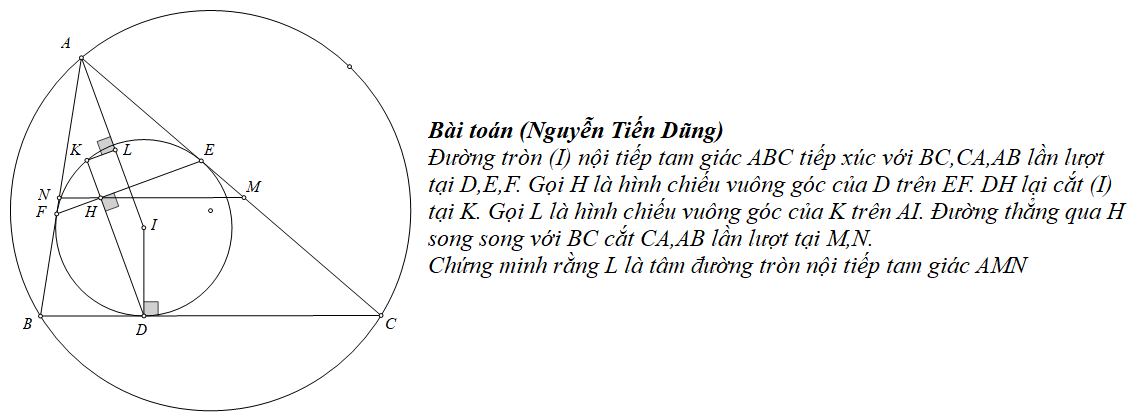 A
K
L
E
N
M
F
H
I
B
D
C
Bài toán (Nguyễn Tiến Dũng)
Đường tròn (I) nội tiếp tam giác ABC tiếp xúc với BC,CA,AB lần lượt
tại D,E,F. Gọi H là hình chiếu vuông góc của D trên EF. DH lại cắt (I)
tại K. Gọi L là hình chiếu vuông góc của K trên AI. Đường thẳng qua H
song song với BC cắt CA,AB lần lượt tại M,N.
Chứng minh rằng L là tâm đường tròn nội tiếp tam giác AMN